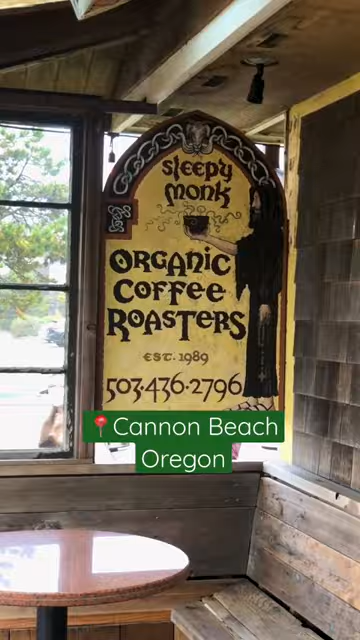 sleepy
monk
ORGANIC
COFFEE
ROASTERS
EST. 1989
503·436·2796
📍Cannon Beach
Oregon